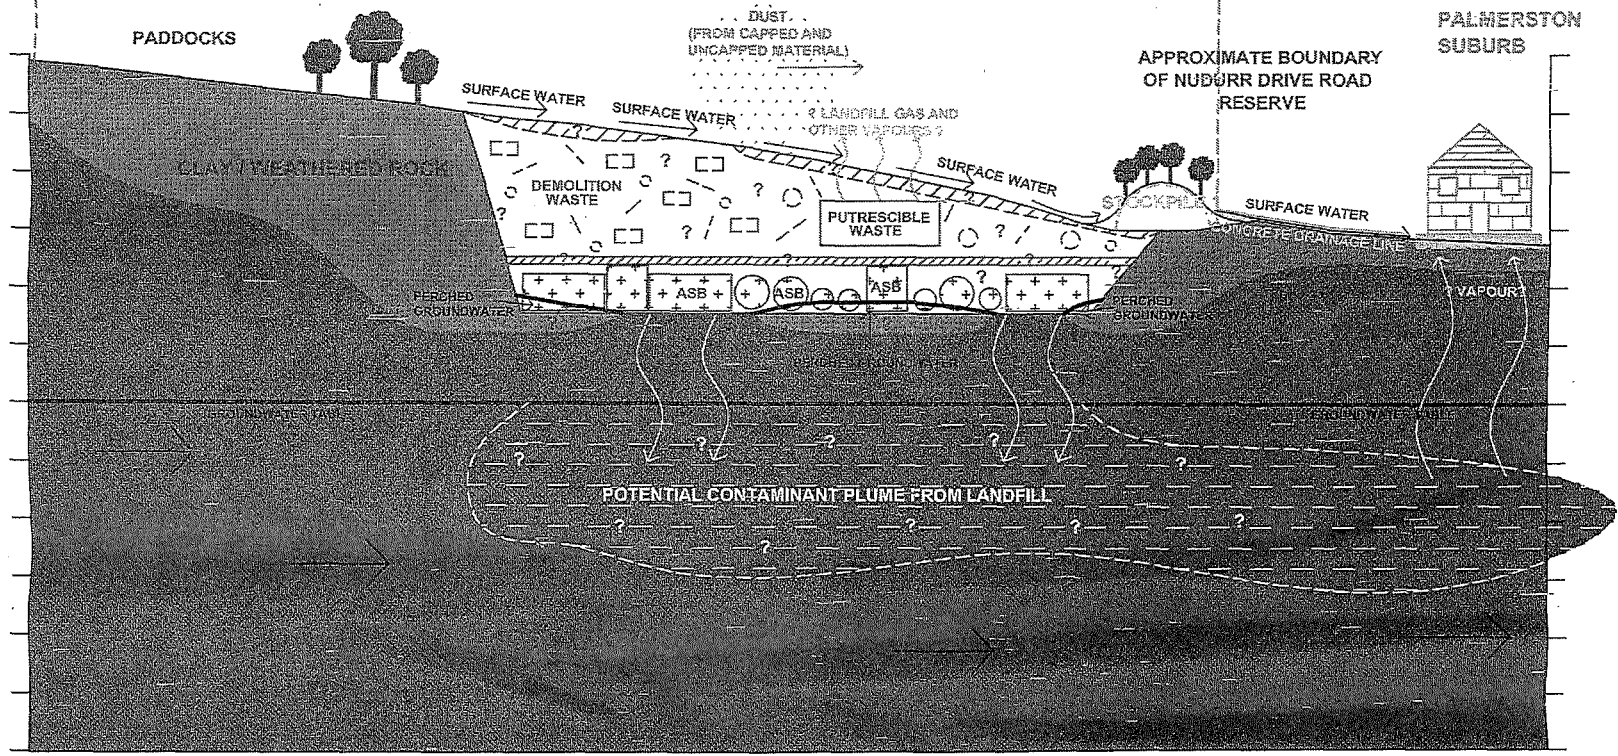 PADDOCKS
DUST
(FROM CAPPED AND
UNCAPPED MATERIAL)
PALMERSTON
SUBURB
APPROXIMATE BOUNDARY
OF NUDURR DRIVE ROAD
RESERVE
SURFACE WATER
SURFACE WATER
? LANDFILL GAS AND
OTHER VAPOURS ?
SURFACE WATER
CLAY / WEATHERED ROCK
?
?
?
DEMOLITION
WASTE
?
?
PUTRESCIBLE
WASTE
?
?
STOCKPILE
SURFACE WATER
CONCRETE DRAINAGE LINE
?
?
?
?
?
ASB
ASB
ASB
PERCHED
GROUNDWATER
PERCHED
GROUNDWATER
? VAPOUR?
GROUNDWATER TABLE
?
?
?
?
?
POTENTIAL CONTAMINANT PLUME FROM LANDFILL
?
?
?
?
?